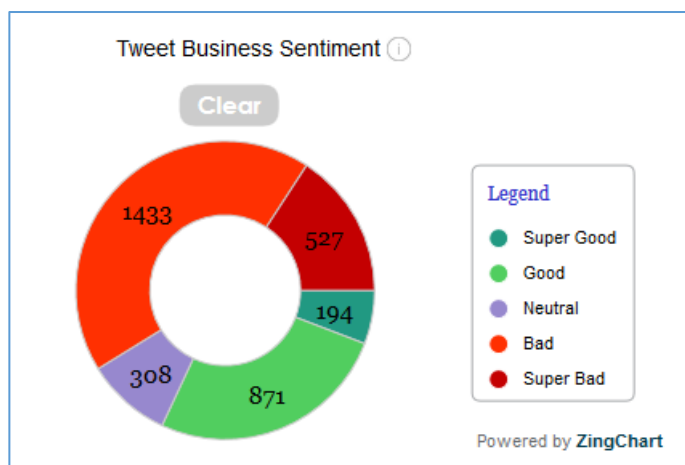 Tweet Business Sentiment i
Clear
1433
527
194
308
871
Legend
Super Good
Good
Neutral
Bad
Super Bad
Powered by ZingChart